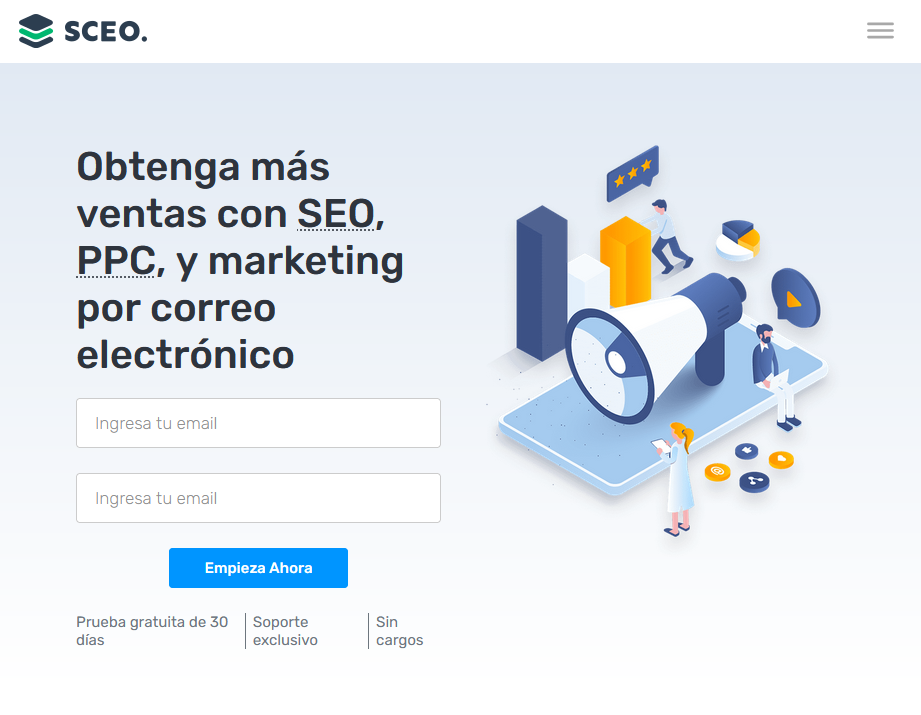 SCEO.
Obtenga más
ventas con SEO,
PPC, y marketing
por correo
electrónico
Ingresa tu email
Ingresa tu email
Empieza Ahora
Prueba gratuita de 30
días
Soporte
exclusivo
Sin
cargos